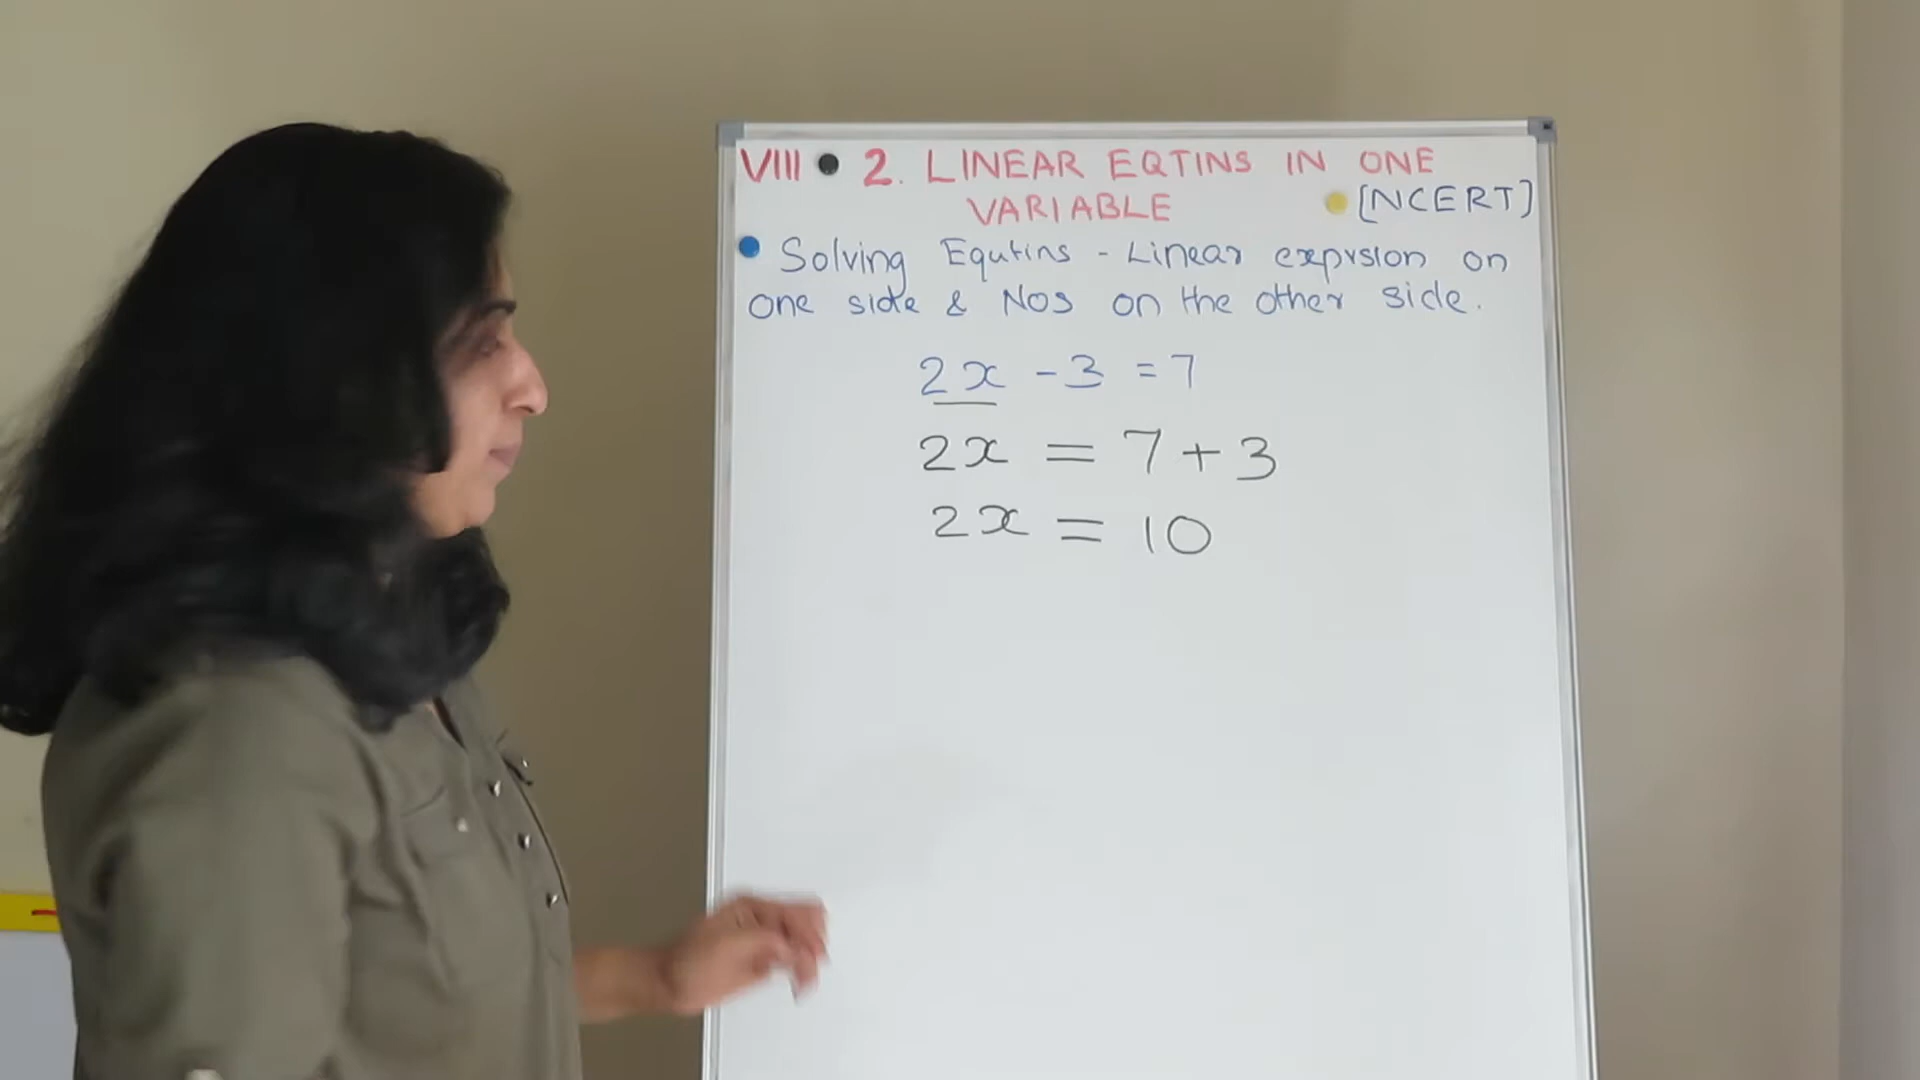 VIII • 2. LINEAR EQTINS IN ONE
VARIABLE • [NCERT]
• Solving Equtins - Linear exprsion on
one side & Nos on the other side.
2x - 3 = 7
2x = 7 + 3
2x = 10